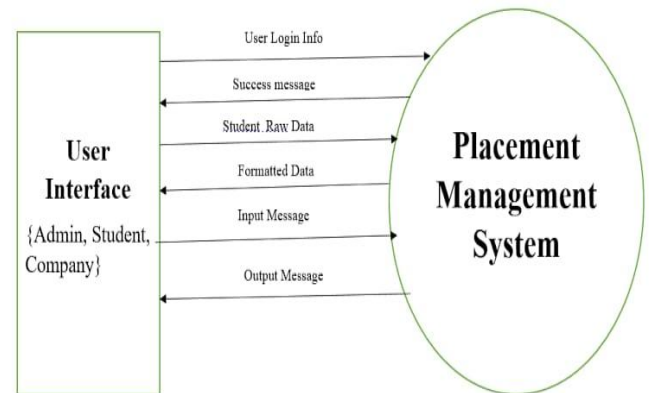 User Login Info
Success message
Student Raw Data
Formatted Data
Input Message
Output Message
User
Interface
{Admin, Student,
Company}
Placement
Management
System